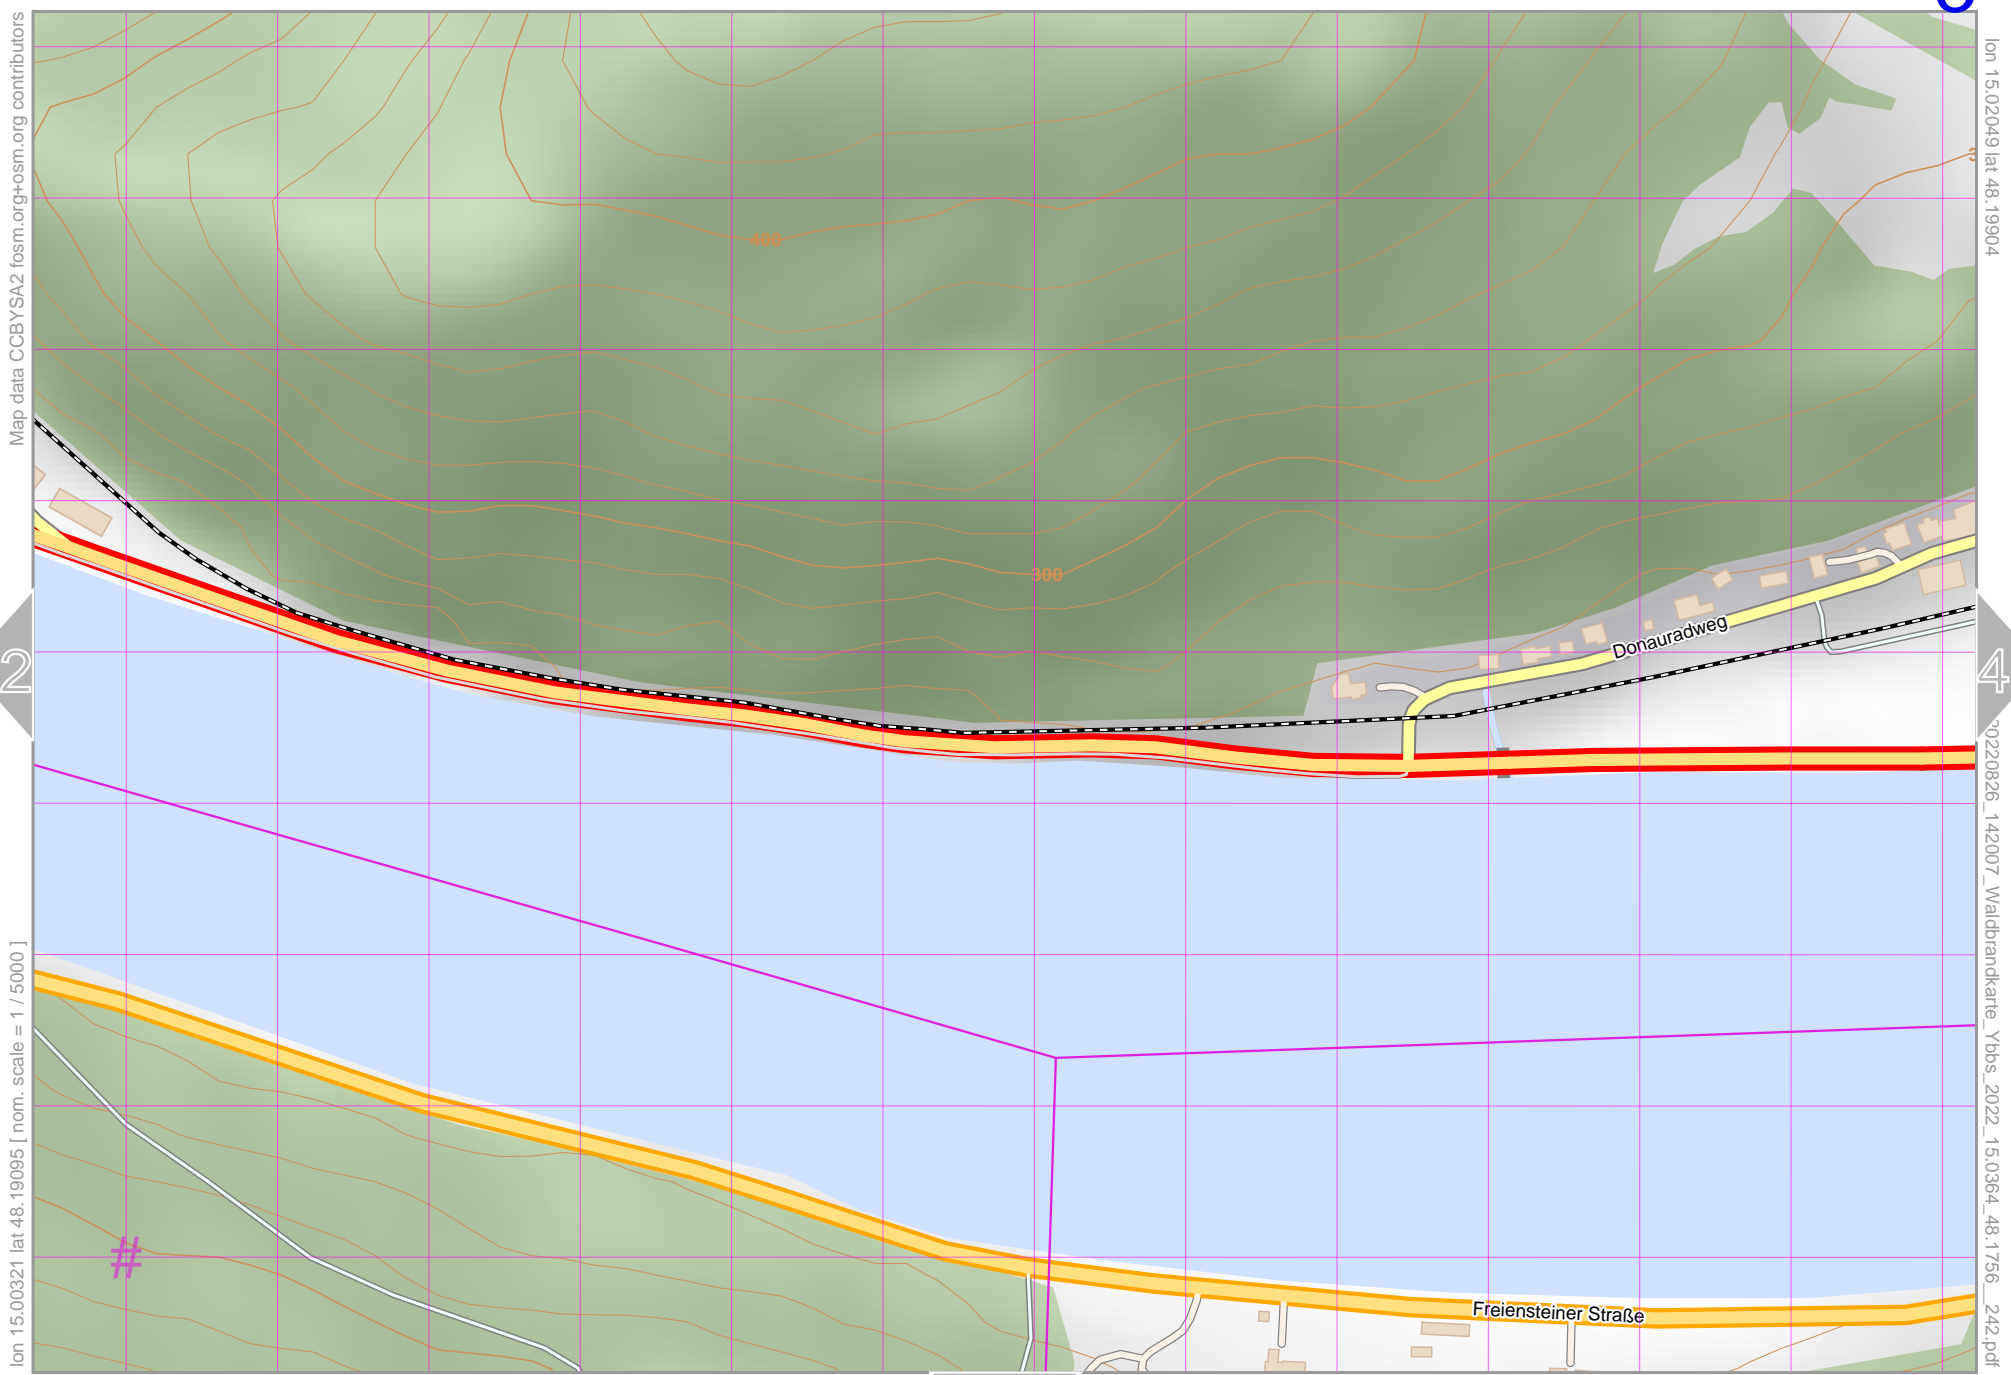 Map data CCBYSA2 fosm.org+osm.org contributors
lon 15.02049 lat 48.19904
400
300
Donauradweg
2
4
lon 15.00321 lat 48.19095 [ nom. scale = 1 / 5000 ]
20220826_142007_Waldbrandkarte_Ybbs_2022_15.0364_48.1756__242.pdf
#
Freiensteiner Straße